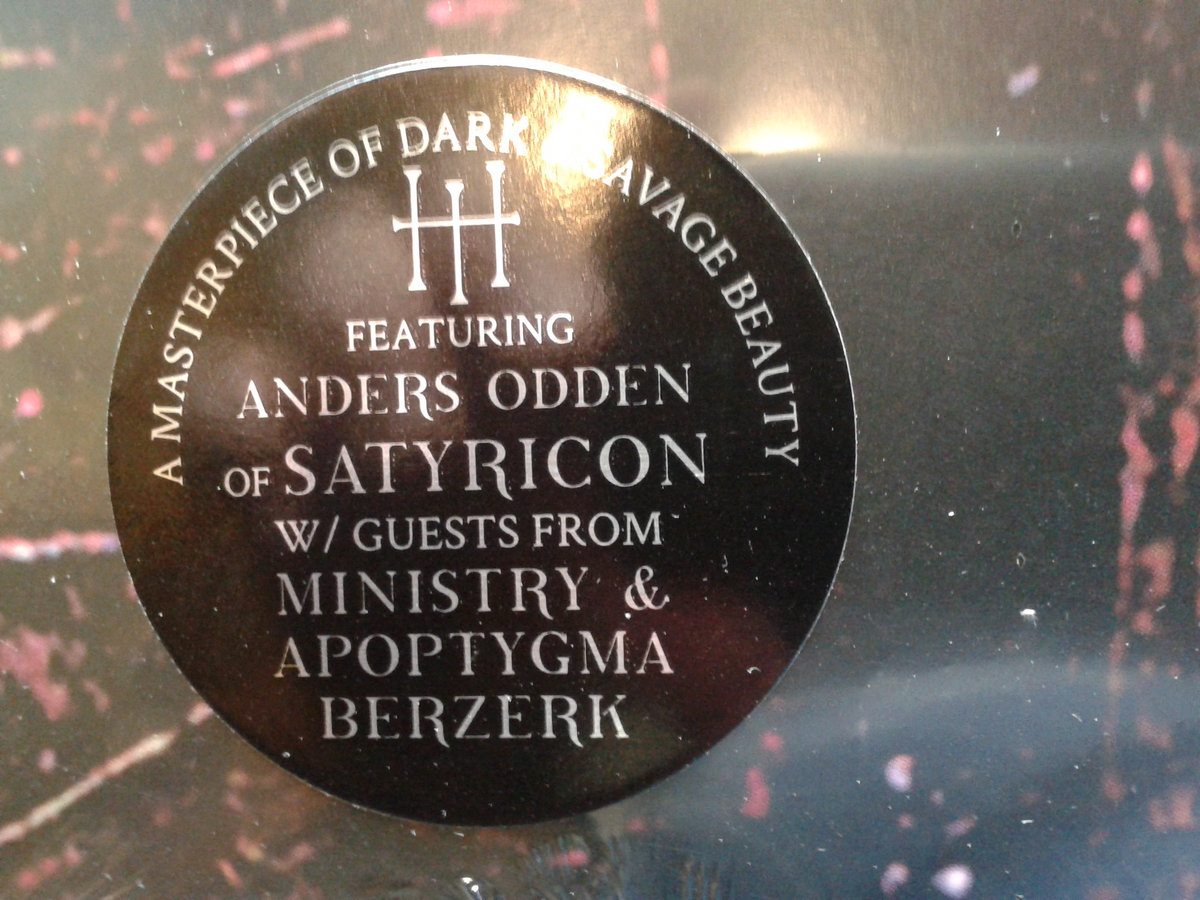 A MASTERPIECE OF DARK SAVAGE BEAUTY
FEATURING
ANDERS ODDEN
OF SATYRICON
W/ GUESTS FROM
MINISTRY &
APOPTYGMA
BERZERK